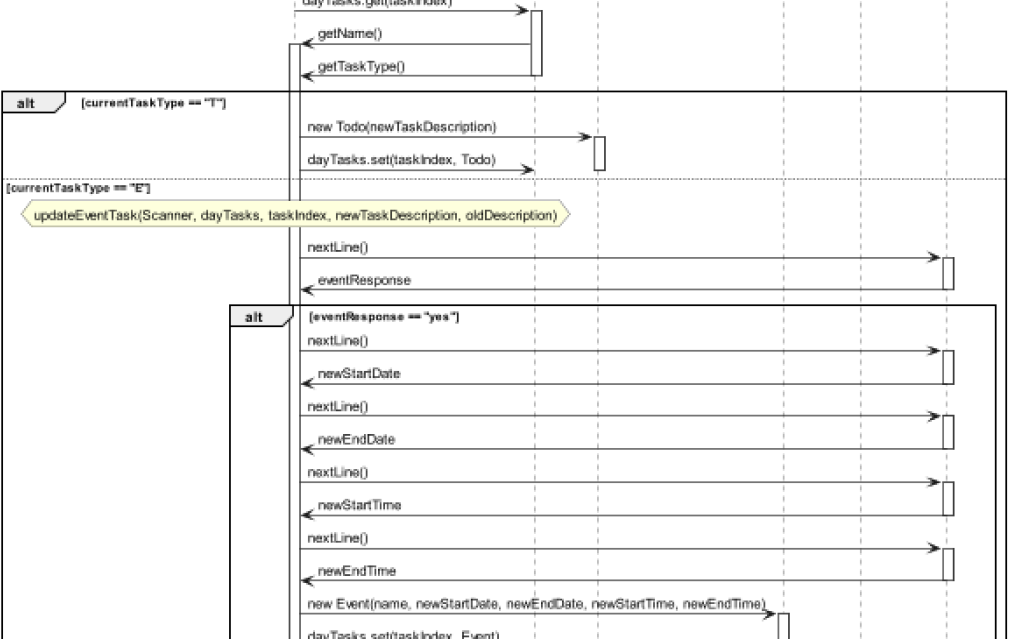 dayTasks.get(taskIndex)
getName()
getTaskType()
alt [currentTaskType == "T"]
new Todo(newTaskDescription)
dayTasks.set(taskIndex, Todo)
[currentTaskType == "E"]
updateEventTask(Scanner, dayTasks, taskIndex, newTaskDescription, oldDescription)
nextLine()
eventResponse
alt [eventResponse == "yes"]
nextLine()
newStartDate
nextLine()
newEndDate
nextLine()
newStartTime
nextLine()
newEndTime
new Event(name, newStartDate, newEndDate, newStartTime, newEndTime)
dayTasks.set(taskIndex, Event)